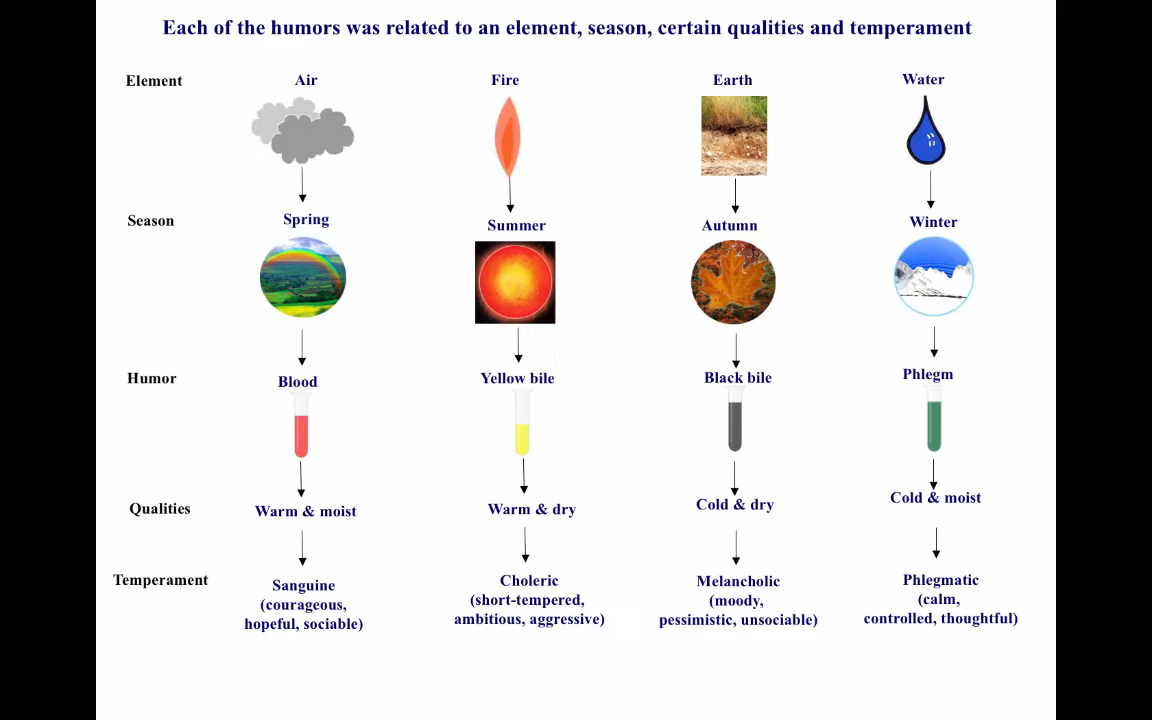 Each of the humors was related to an element, season, certain qualities and temperament
Element
Air
Fire
Earth
Water
Season
Spring
Summer
Autumn
Winter
Humor
Blood
Yellow bile
Black bile
Phlegm
Qualities
Warm & moist
Warm & dry
Cold & dry
Cold & moist
Temperament
Sanguine
(courageous,
hopeful, sociable)
Choleric
(short-tempered,
ambitious, aggressive)
Melancholic
(moody,
pessimistic, unsociable)
Phlegmatic
(calm,
controlled, thoughtful)